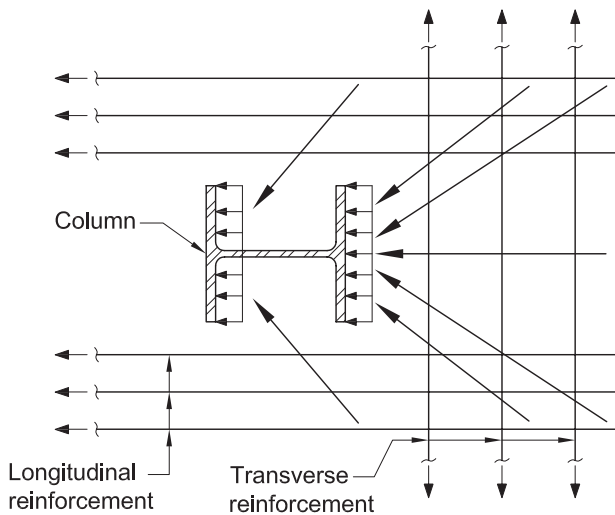 Column
Longitudinal
reinforcement
Transverse
reinforcement